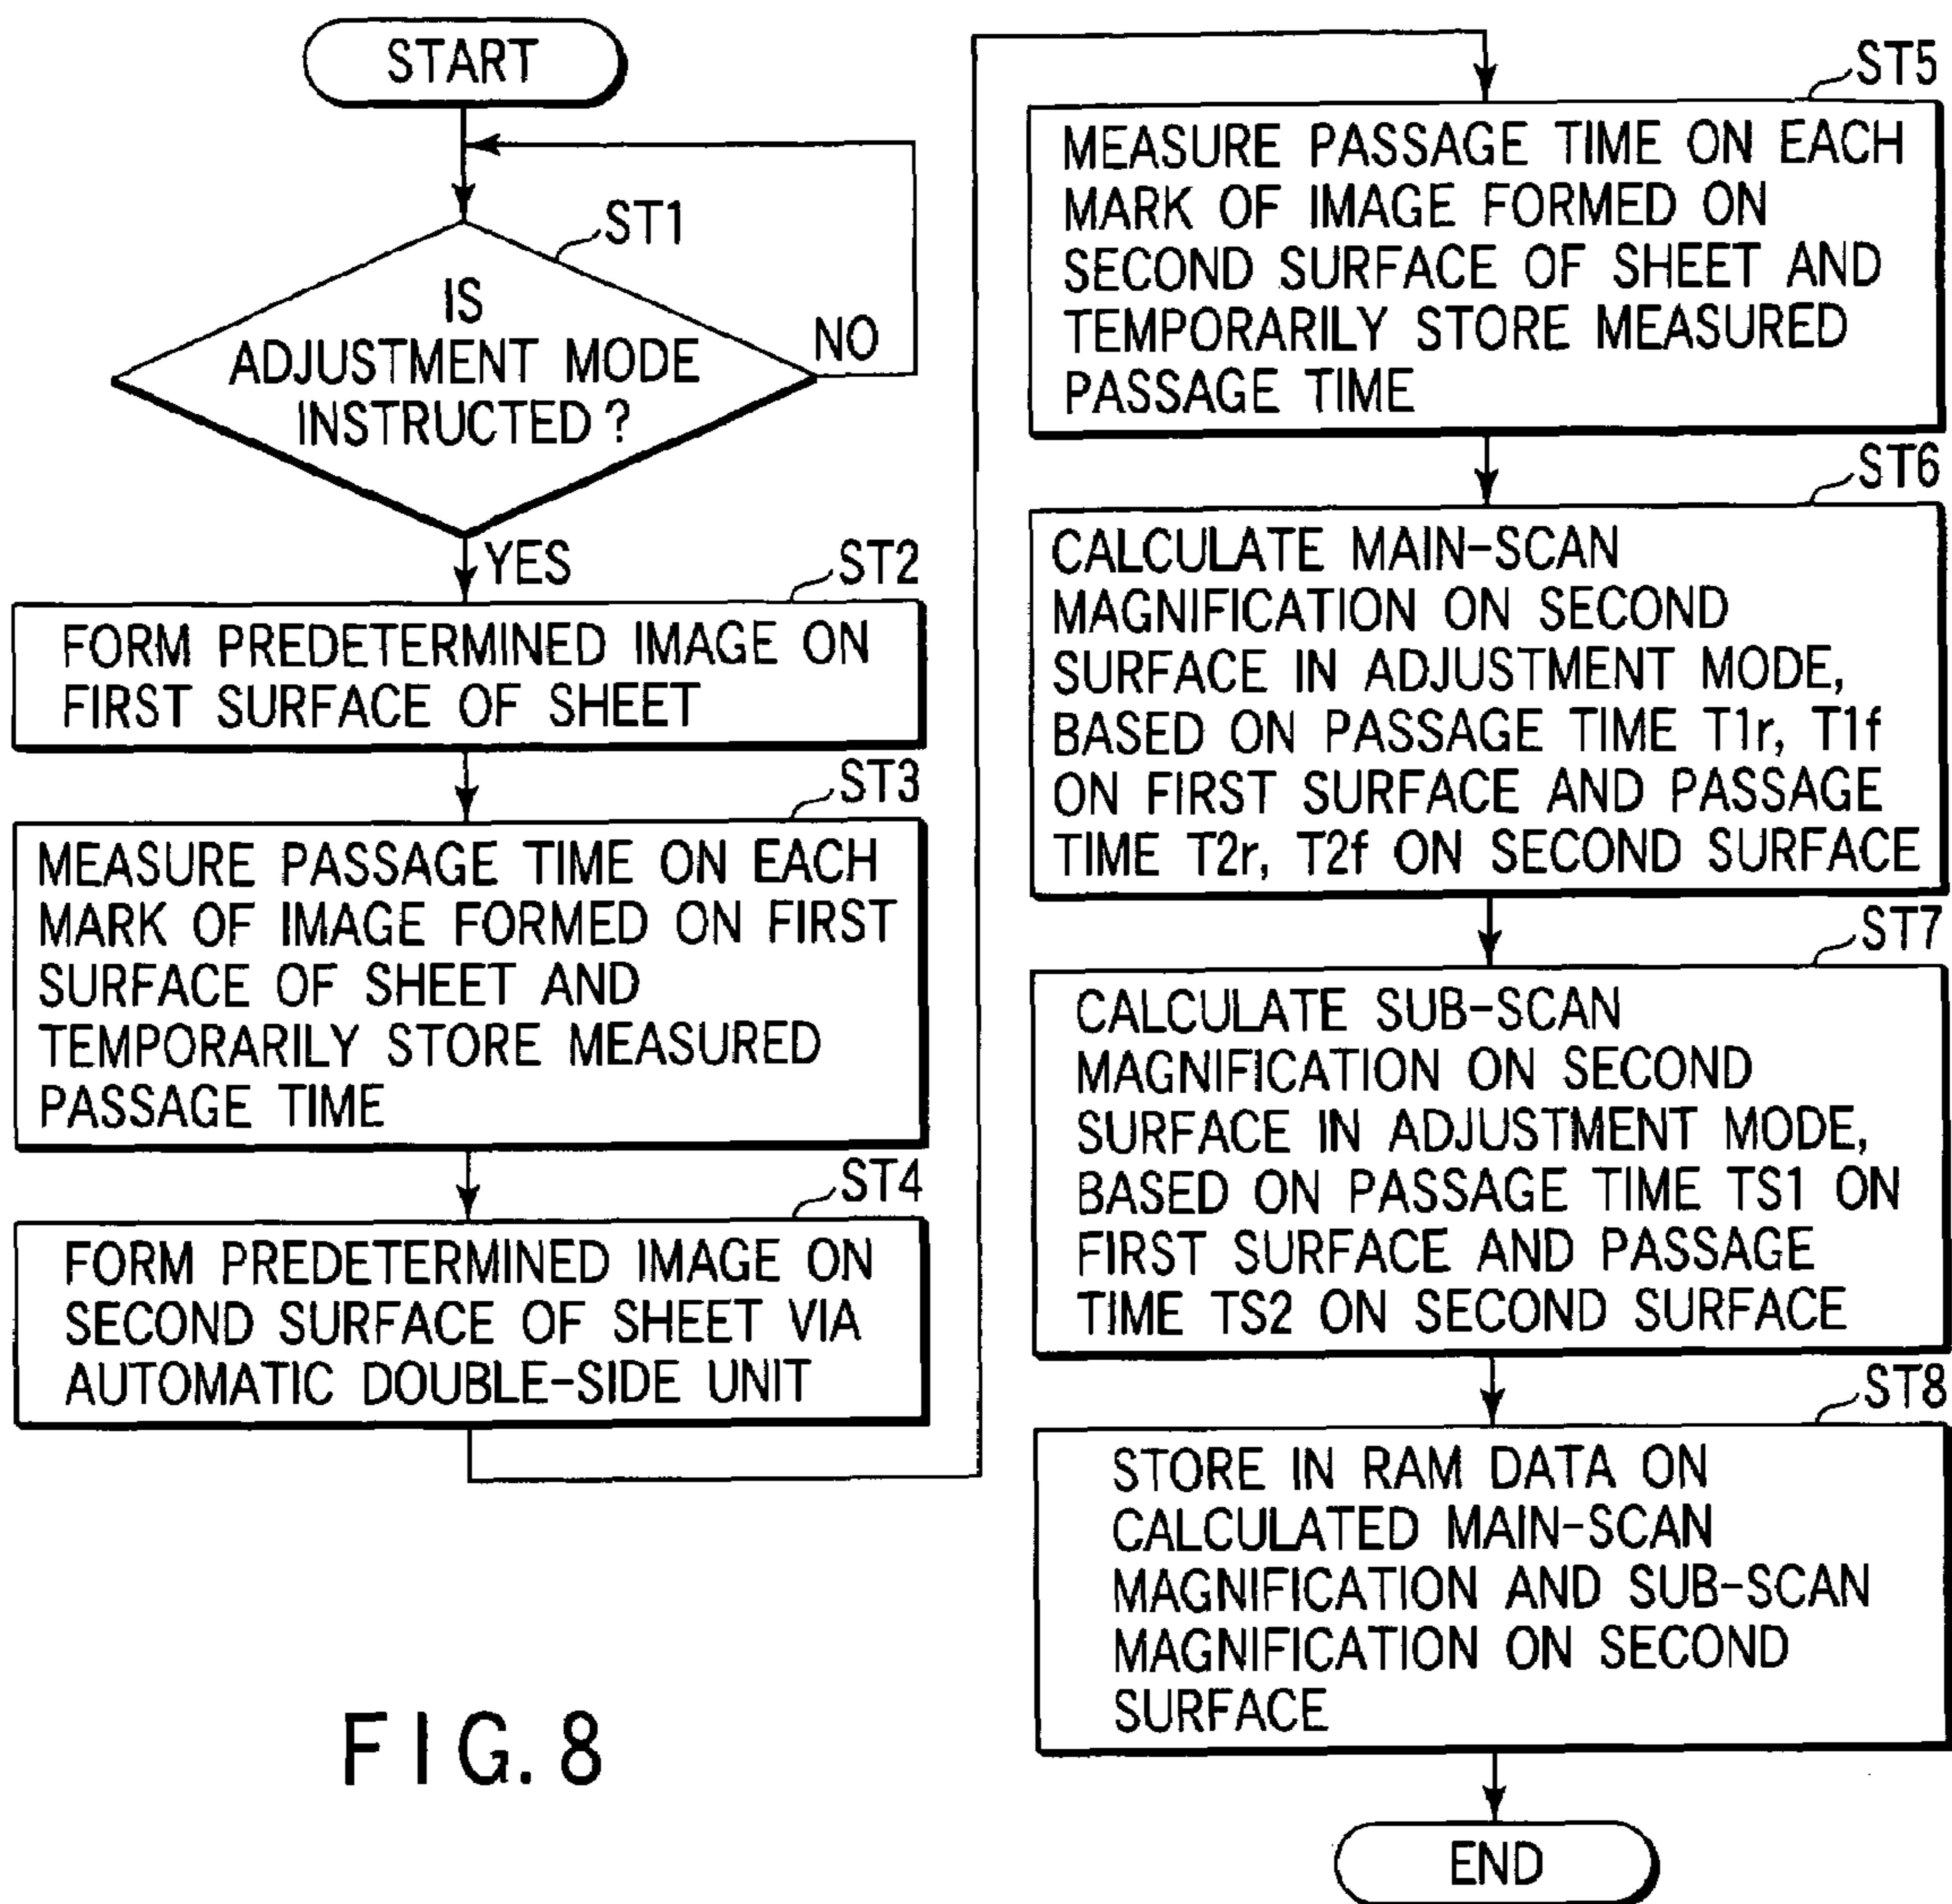 START
ST1
IS
ADJUSTMENT MODE
INSTRUCTED?
NO
YES
ST2
FORM PREDETERMINED IMAGE ON
FIRST SURFACE OF SHEET
ST3
MEASURE PASSAGE TIME ON EACH
MARK OF IMAGE FORMED ON FIRST
SURFACE OF SHEET AND
TEMPORARILY STORE MEASURED
PASSAGE TIME
ST4
FORM PREDETERMINED IMAGE ON
SECOND SURFACE OF SHEET VIA
AUTOMATIC DOUBLE-SIDE UNIT
ST5
MEASURE PASSAGE TIME ON EACH
MARK OF IMAGE FORMED ON
SECOND SURFACE OF SHEET AND
TEMPORARILY STORE MEASURED
PASSAGE TIME
ST6
CALCULATE MAIN-SCAN
MAGNIFICATION ON SECOND
SURFACE IN ADJUSTMENT MODE,
BASED ON PASSAGE TIME T1r, T1f
ON FIRST SURFACE AND PASSAGE
TIME T2r, T2f ON SECOND SURFACE
ST7
CALCULATE SUB-SCAN
MAGNIFICATION ON SECOND
SURFACE IN ADJUSTMENT MODE,
BASED ON PASSAGE TIME TS1 ON
FIRST SURFACE AND PASSAGE
TIME TS2 ON SECOND SURFACE
ST8
STORE IN RAM DATA ON
CALCULATED MAIN-SCAN
MAGNIFICATION AND SUB-SCAN
MAGNIFICATION ON SECOND
SURFACE
END
FIG. 8